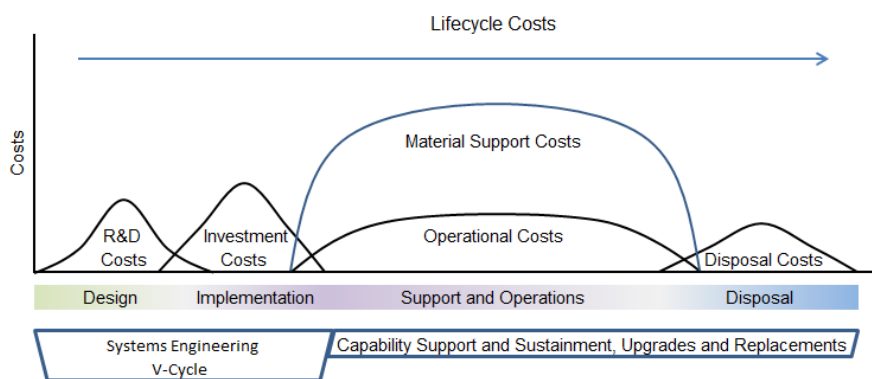 Lifecycle Costs
Costs
Material Support Costs
R&D
Costs
Investment
Costs
Operational Costs
Disposal Costs
Design
Implementation
Support and Operations
Disposal
Systems Engineering
V-Cycle
Capability Support and Sustainment, Upgrades and Replacements